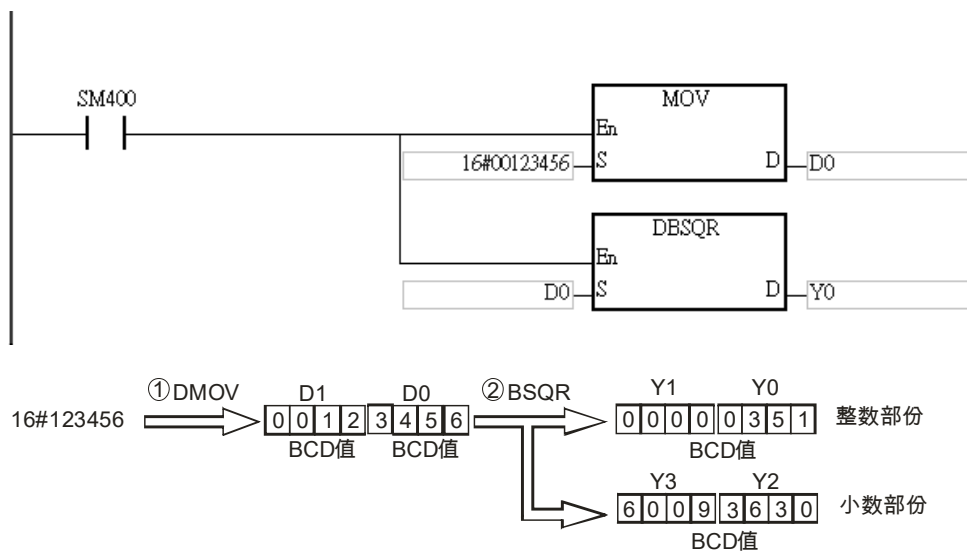 SM400
MOV
En
16#00123456 S D D0
DBSQR
En
D0 S D Y0
16#123456 ①DMOV D1 D0 ②BSQR Y1 Y0
0 0 1 2 3 4 5 6 0 0 0 0 0 3 5 1 整数部份
BCD值 BCD值 BCD值
Y3 Y2
6 0 0 9 3 6 3 0 小数部份
BCD值